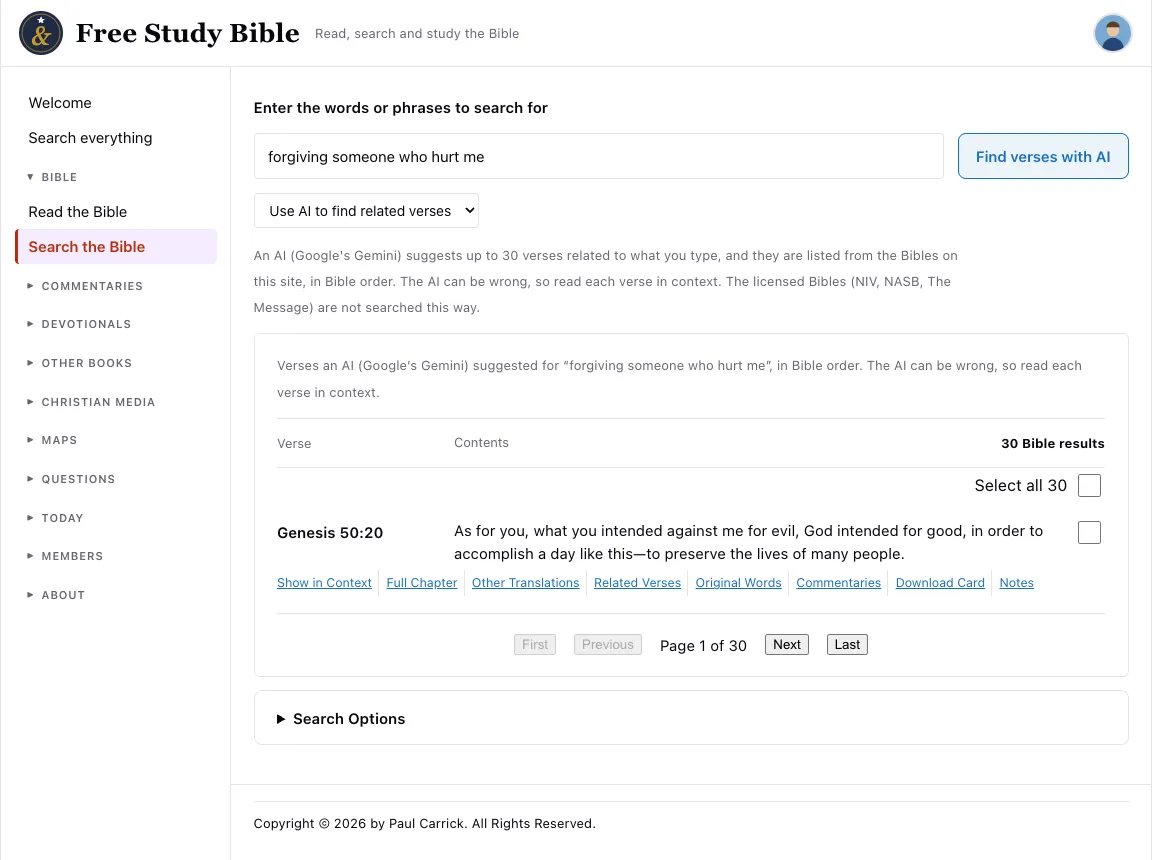 &
Free Study Bible
Read, search and study the Bible
Welcome
Search everything
▼ BIBLE
Read the Bible
Search the Bible
► COMMENTARIES
► DEVOTIONALS
► OTHER BOOKS
► CHRISTIAN MEDIA
► MAPS
► QUESTIONS
► TODAY
► MEMBERS
► ABOUT
Enter the words or phrases to search for
forgiving someone who hurt me
Find verses with AI
Use AI to find related verses
An AI (Google's Gemini) suggests up to 30 verses related to what you type, and they are listed from the Bibles on
this site, in Bible order. The AI can be wrong, so read each verse in context. The licensed Bibles (NIV, NASB, The
Message) are not searched this way.
Verses an AI (Google's Gemini) suggested for “forgiving someone who hurt me”, in Bible order. The AI can be wrong, so read each
verse in context.
Verse Contents 30 Bible results
Select all 30
Genesis 50:20 As for you, what you intended against me for evil, God intended for good, in order to
accomplish a day like this—to preserve the lives of many people.
Show in Context Full Chapter Other Translations Related Verses Original Words Commentaries Download Card Notes
First Previous Page 1 of 30 Next Last
► Search Options
Copyright © 2026 by Paul Carrick. All Rights Reserved.